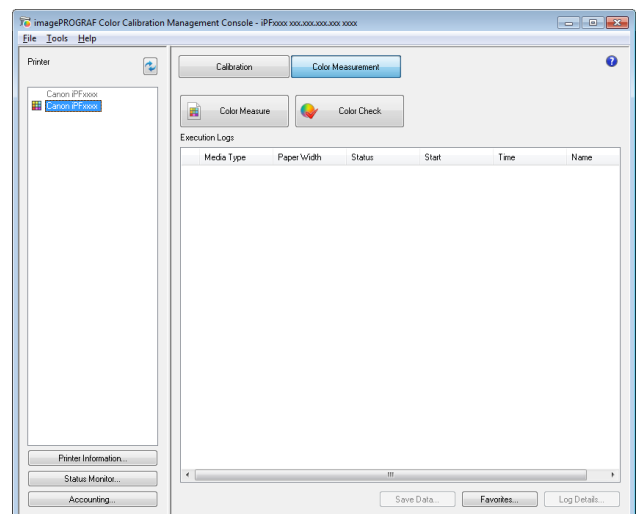 imagePROGRAF Color Calibration Management Console - iPFxxxx xxx.xxx.xxx.xxx xxxx
File Tools Help
Printer
Calibration Color Measurement ?
Canon iPFxxxx
Canon iPFxxxx
Color Measure Color Check
Execution Logs
Media Type Paper Width Status Start Time Name
Printer Information...
Status Monitor...
Accounting...
Save Data... Favorites... Log Details...